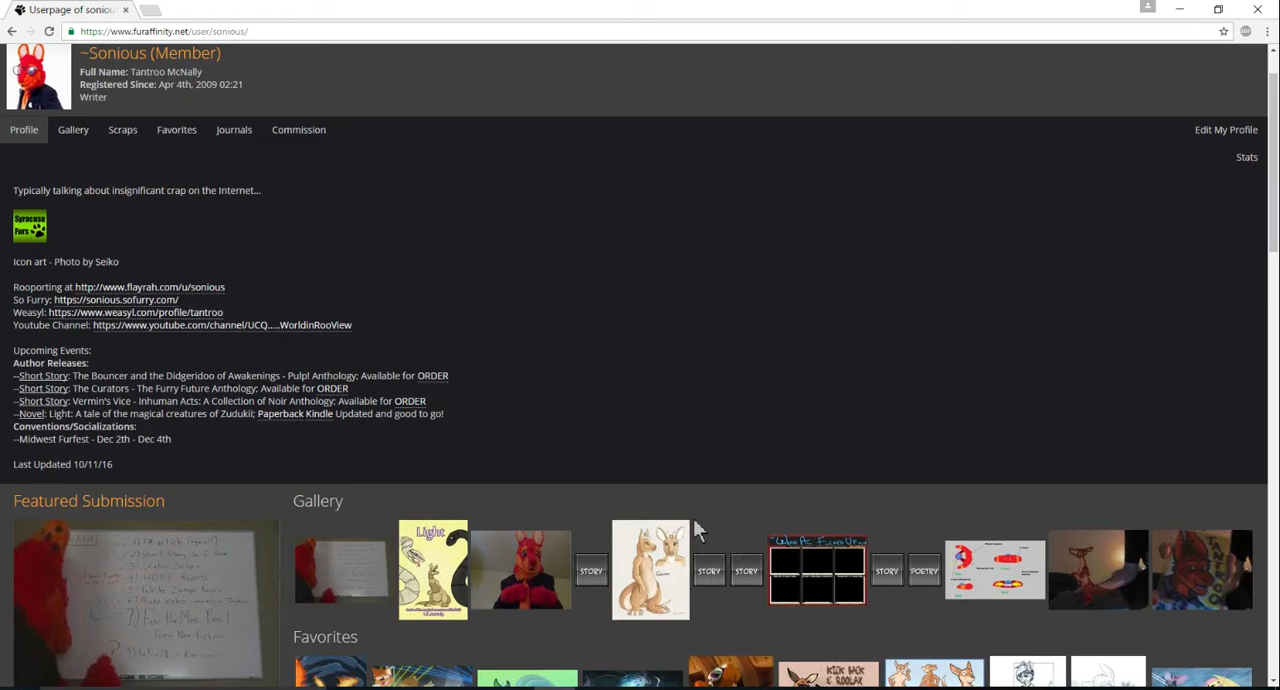 Userpage of soniou
https://www.furaffinity.net/user/sonious/
~Sonious (Member)
Full Name: Tantroo McNally
Registered Since: Apr 4th, 2009 02:21
Writer
Profile Gallery Scraps Favorites Journals Commission Edit My Profile
Stats
Typically talking about insignificant crap on the Internet...
Syracuse
Furs
Icon art - Photo by Seiko
Rooporting at http://www.flayrah.com/u/sonious
So Furry: https://sonious.sofurry.com/
Weasyl: https://www.weasyl.com/profile/tantroo
Youtube Channel: https://www.youtube.com/channel/UCQ.....WorldinRooView
Upcoming Events:
Author Releases:
--Short Story: The Bouncer and the Didgeridoo of Awakenings - Pulp! Anthology; Available for ORDER
--Short Story: The Curators - The Furry Future Anthology; Available for ORDER
--Short Story: Vermin's Vice - Inhuman Acts: A Collection of Noir Anthology; Available for ORDER
--Novel: Light: A tale of the magical creatures of Zudukil; Paperback Kindle Updated and good to go!
Conventions/Socializations:
--Midwest Furfest - Dec 2th - Dec 4th
Last Updated 10/11/16
Featured Submission
Gallery
Light
STORY
STORY
STORY
STORY
POETRY
Favorites
KICK BACK